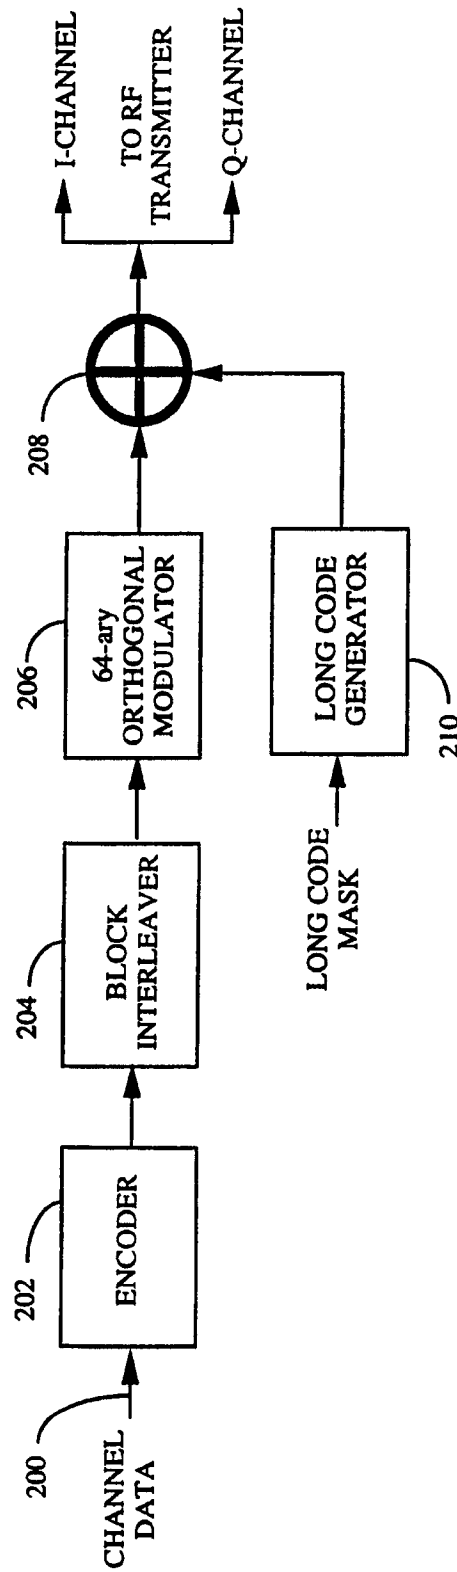 CHANNEL
DATA
200
202
ENCODER
204
BLOCK
INTERLEAVER
206
64-ary
ORTHOGONAL
MODULATOR
208
I-CHANNEL
TO RF
TRANSMITTER
Q-CHANNEL
LONG CODE
MASK
LONG CODE
GENERATOR
210